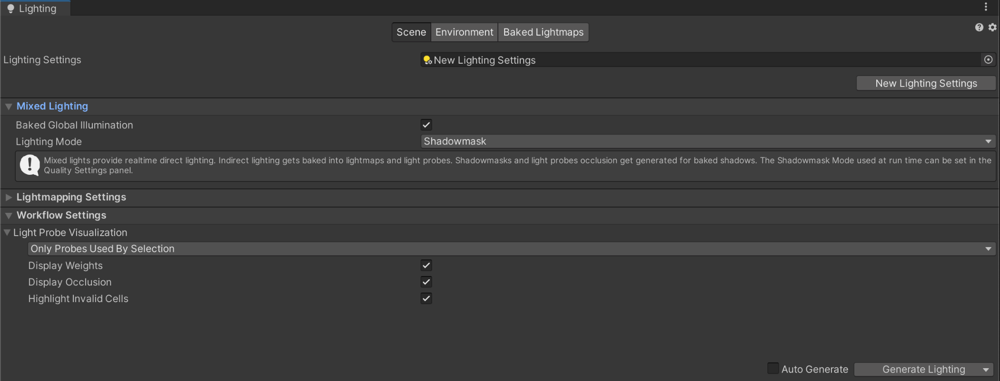 Lighting
Scene
Environment
Baked Lightmaps
Lighting Settings
New Lighting Settings
New Lighting Settings
Mixed Lighting
Baked Global Illumination
Lighting Mode
Shadowmask
Mixed lights provide realtime direct lighting. Indirect lighting gets baked into lightmaps and light probes. Shadowmasks and light probes occlusion get generated for baked shadows. The Shadowmask Mode used at run time can be set in the
Quality Settings panel.
Lightmapping Settings
Workflow Settings
Light Probe Visualization
Only Probes Used By Selection
Display Weights
Display Occlusion
Highlight Invalid Cells
Auto Generate
Generate Lighting